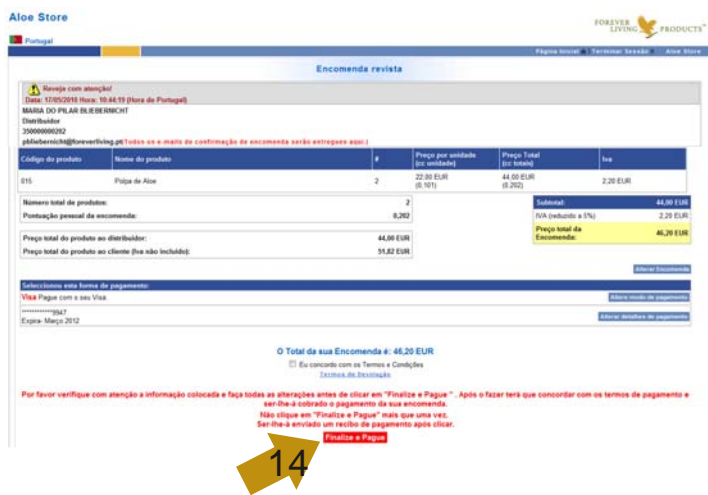 Aloe Store
FOREVER
LIVING PRODUCTS
Portugal
Página Inicial Terminar Sessão Aloe Store
Encomenda revista
Reveja com atenção!
Data: 17/05/2010 Hora: 10:44:19 (Hora de Portugal)
MARIA DO PILAR BLIEBERNICHT
Distribuidor
350000000202
pbliebernicht@foreverliving.pt(Todos os e-mails de confirmação de encomenda serão entregues aqui.)
Código do produto Nome do produto # Preço por unidade (cc unidade) Preço Total (cc totais) Iva
015 Polpa de Aloe 2 22.00 EUR (0.101) 44,00 EUR (0.202) 2,20 EUR
Número total de produtos: 2
Pontuação pessoal da encomenda: 0,202
Subtotal: 44,00 EUR
IVA (reduzido a 5%) 2,20 EUR
Preço total da Encomenda: 46,20 EUR
Preço total do produto ao distribuidor: 44,00 EUR
Preço total do produto ao cliente (Iva não incluído): 51,82 EUR
Alterar Encomenda
Seleccionou esta forma de pagamento:
Visa Pague com o seu Visa.
Altere modo de pagamento
************9947
Expira- Março 2012
Alterar detalhes de pagamento
O Total da sua Encomenda é: 46,20 EUR
Eu concordo com os Termos e Condições
Termos de Devolução
Por favor verifique com atenção a informação colocada e faça todas as alterações antes de clicar em "Finalize e Pague " . Após o fazer terá que concordar com os termos de pagamento e
ser-lhe-à cobrado o pagamento da sua encomenda.
Não clique em "Finalize e Pague" mais que uma vez.
Ser-lhe-à enviado um recibo de pagamento após clicar.
Finalize e Pague
14